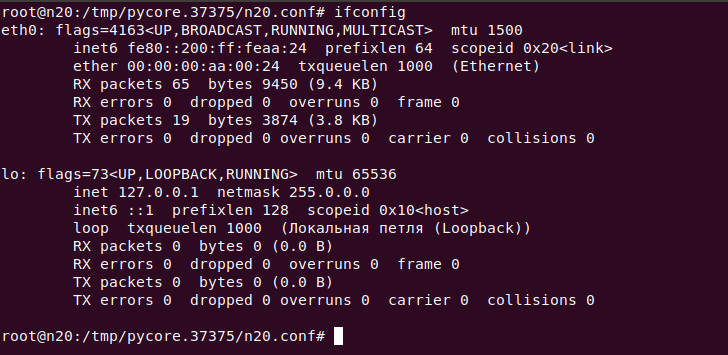 root@n20:/tmp/pycore.37375/n20.conf# ifconfig
eth0: flags=4163<UP,BROADCAST,RUNNING,MULTICAST>  mtu 1500
        inet6 fe80::200:ff:feaa:24  prefixlen 64  scopeid 0x20<link>
        ether 00:00:00:aa:00:24  txqueuelen 1000  (Ethernet)
        RX packets 65  bytes 9450 (9.4 KB)
        RX errors 0  dropped 0  overruns 0  frame 0
        TX packets 19  bytes 3874 (3.8 KB)
        TX errors 0  dropped 0 overruns 0  carrier 0  collisions 0

lo: flags=73<UP,LOOPBACK,RUNNING>  mtu 65536
        inet 127.0.0.1  netmask 255.0.0.0
        inet6 ::1  prefixlen 128  scopeid 0x10<host>
        loop  txqueuelen 1000  (Локальная петля (Loopback))
        RX packets 0  bytes 0 (0.0 B)
        RX errors 0  dropped 0  overruns 0  frame 0
        TX packets 0  bytes 0 (0.0 B)
        TX errors 0  dropped 0 overruns 0  carrier 0  collisions 0

root@n20:/tmp/pycore.37375/n20.conf#